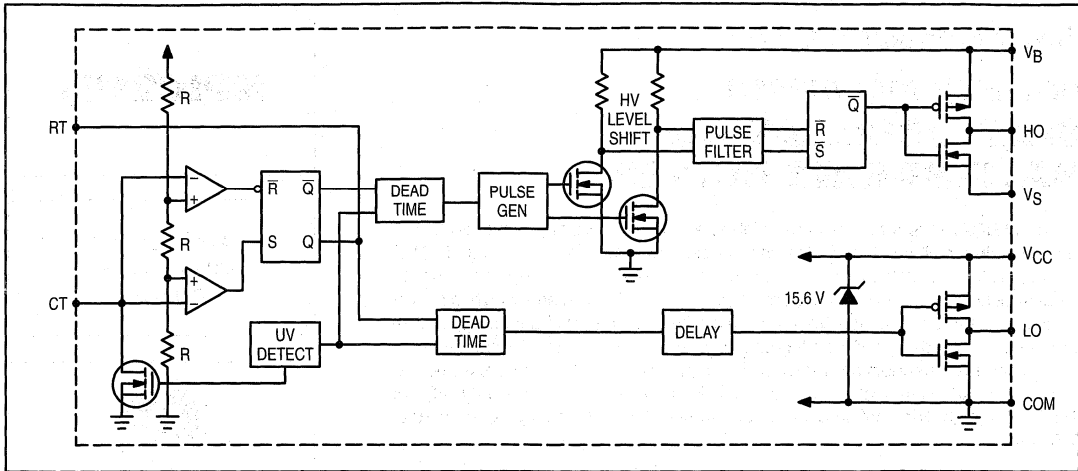 V_B
R
HV
LEVEL
SHIFT
Q̅
RT
PULSE
FILTER
R̅
S̅
HO
R̅ Q̅
DEAD
TIME
PULSE
GEN
V_S
R
S Q
V_CC
CT
15.6 V
UV
DETECT
DEAD
TIME
DELAY
LO
R
COM
− +
+ −